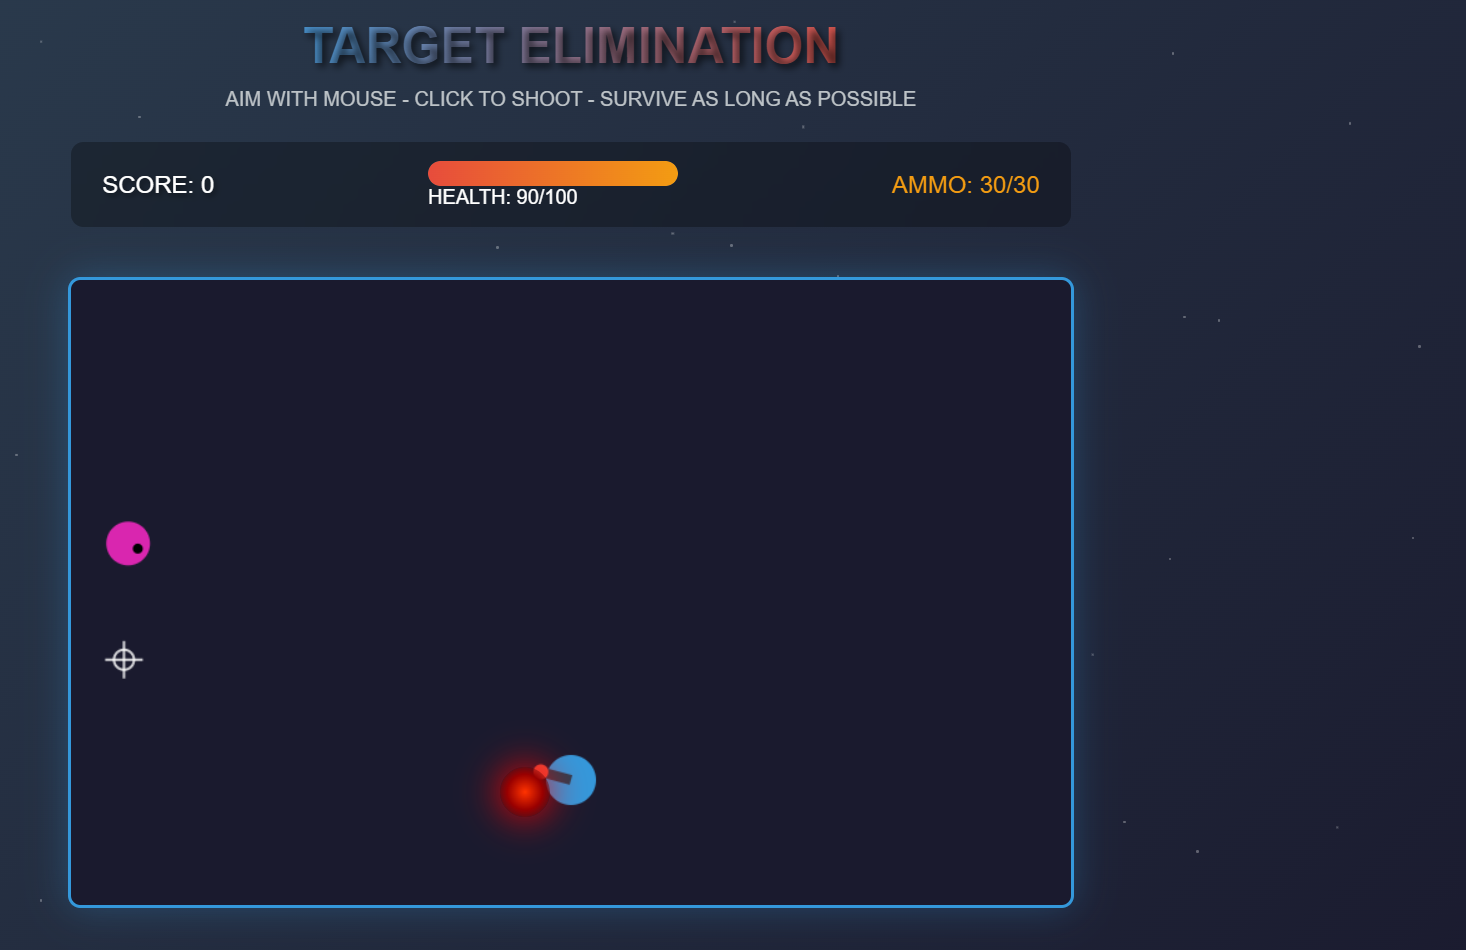 TARGET ELIMINATION
AIM WITH MOUSE - CLICK TO SHOOT - SURVIVE AS LONG AS POSSIBLE
SCORE: 0
HEALTH: 90/100
AMMO: 30/30